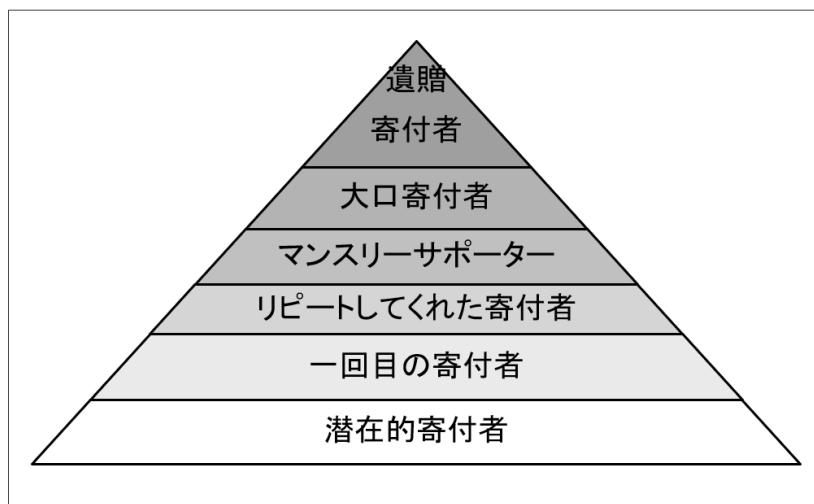 遺贈
寄付者
大口寄付者
マンスリーサポーター
リピートしてくれた寄付者
一回目の寄付者
潜在的寄付者